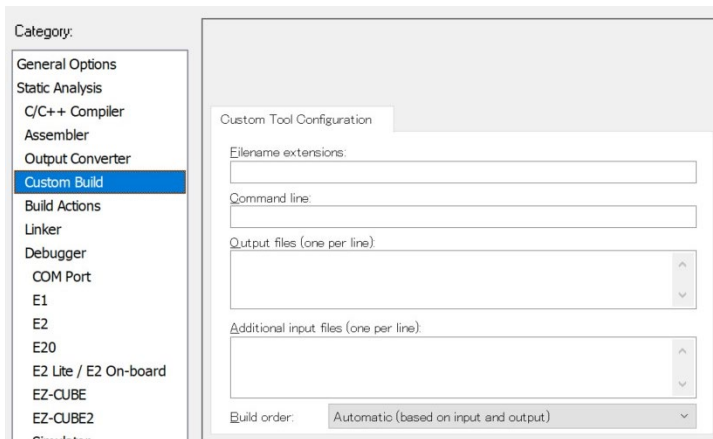 Category:
General Options
Static Analysis
C/C++ Compiler
Assembler
Output Converter
Custom Build
Build Actions
Linker
Debugger
COM Port
E1
E2
E20
E2 Lite / E2 On-board
EZ-CUBE
EZ-CUBE2
Simulator
Custom Tool Configuration
Filename extensions:
Command line:
Output files (one per line):
Additional input files (one per line):
Build order:
Automatic (based on input and output)